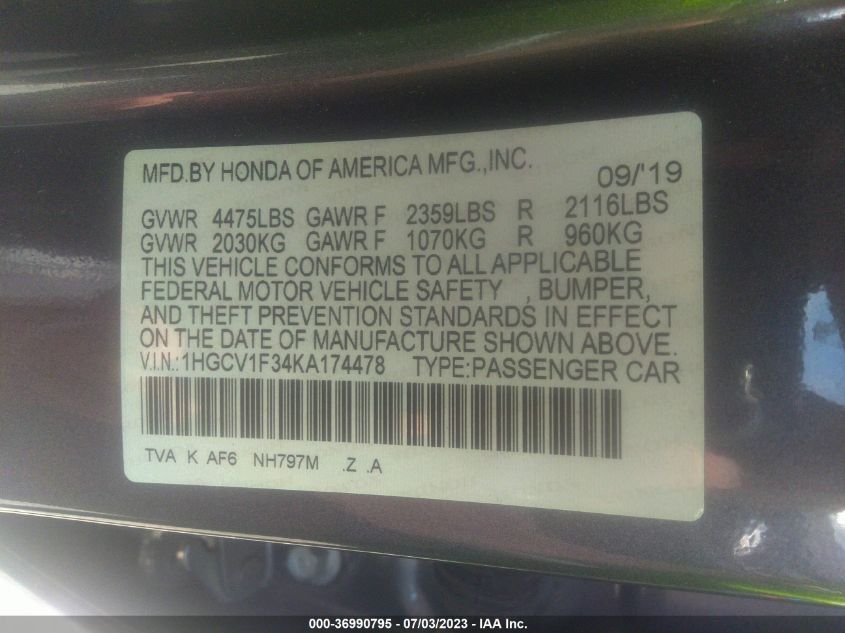 MFD.BY HONDA OF AMERICA MFG.,INC. 09/'19
GVWR 4475LBS GAWR F 2359LBS R 2116LBS
GVWR 2030KG GAWR F 1070KG R 960KG
THIS VEHICLE CONFORMS TO ALL APPLICABLE
FEDERAL MOTOR VEHICLE SAFETY , BUMPER,
AND THEFT PREVENTION STANDARDS IN EFFECT
ON THE DATE OF MANUFACTURE SHOWN ABOVE.
V.I.N.:1HGCV1F34KA174478 TYPE:PASSENGER CAR
TVA K AF6 NH797M .Z .A
000-36990795 - 07/03/2023 - IAA Inc.